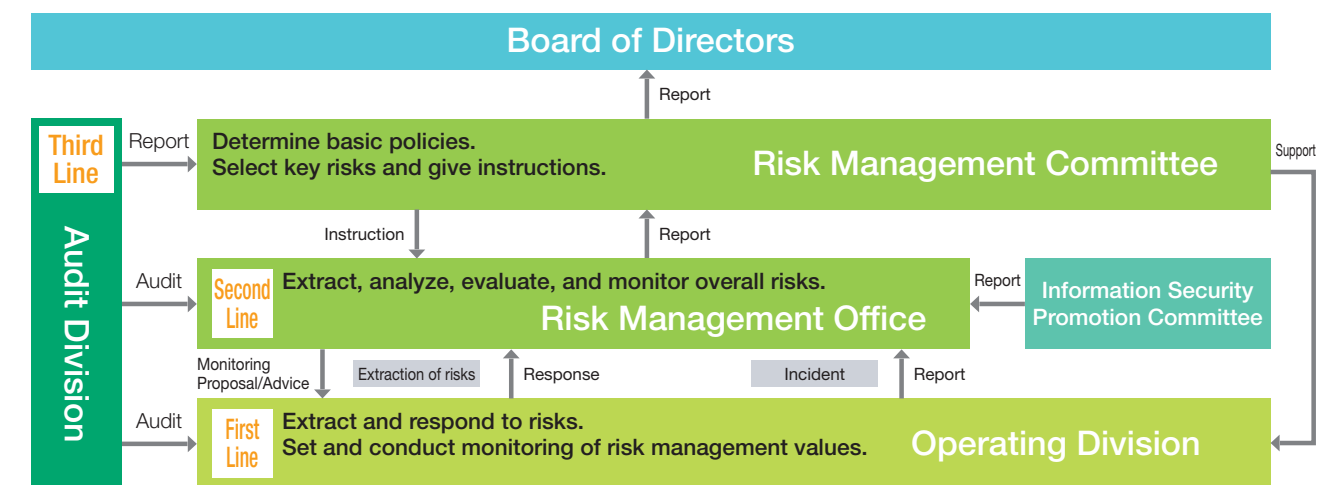 Board of Directors
Report
Third
Line
Audit Division
Report
Determine basic policies.
Select key risks and give instructions.
Risk Management Committee
Support
Instruction
Report
Audit
Second
Line
Extract, analyze, evaluate, and monitor overall risks.
Risk Management Office
Report
Information Security
Promotion Committee
Monitoring
Proposal/Advice
Extraction of risks
Response
Incident
Report
Audit
First
Line
Extract and respond to risks.
Set and conduct monitoring of risk management values.
Operating Division